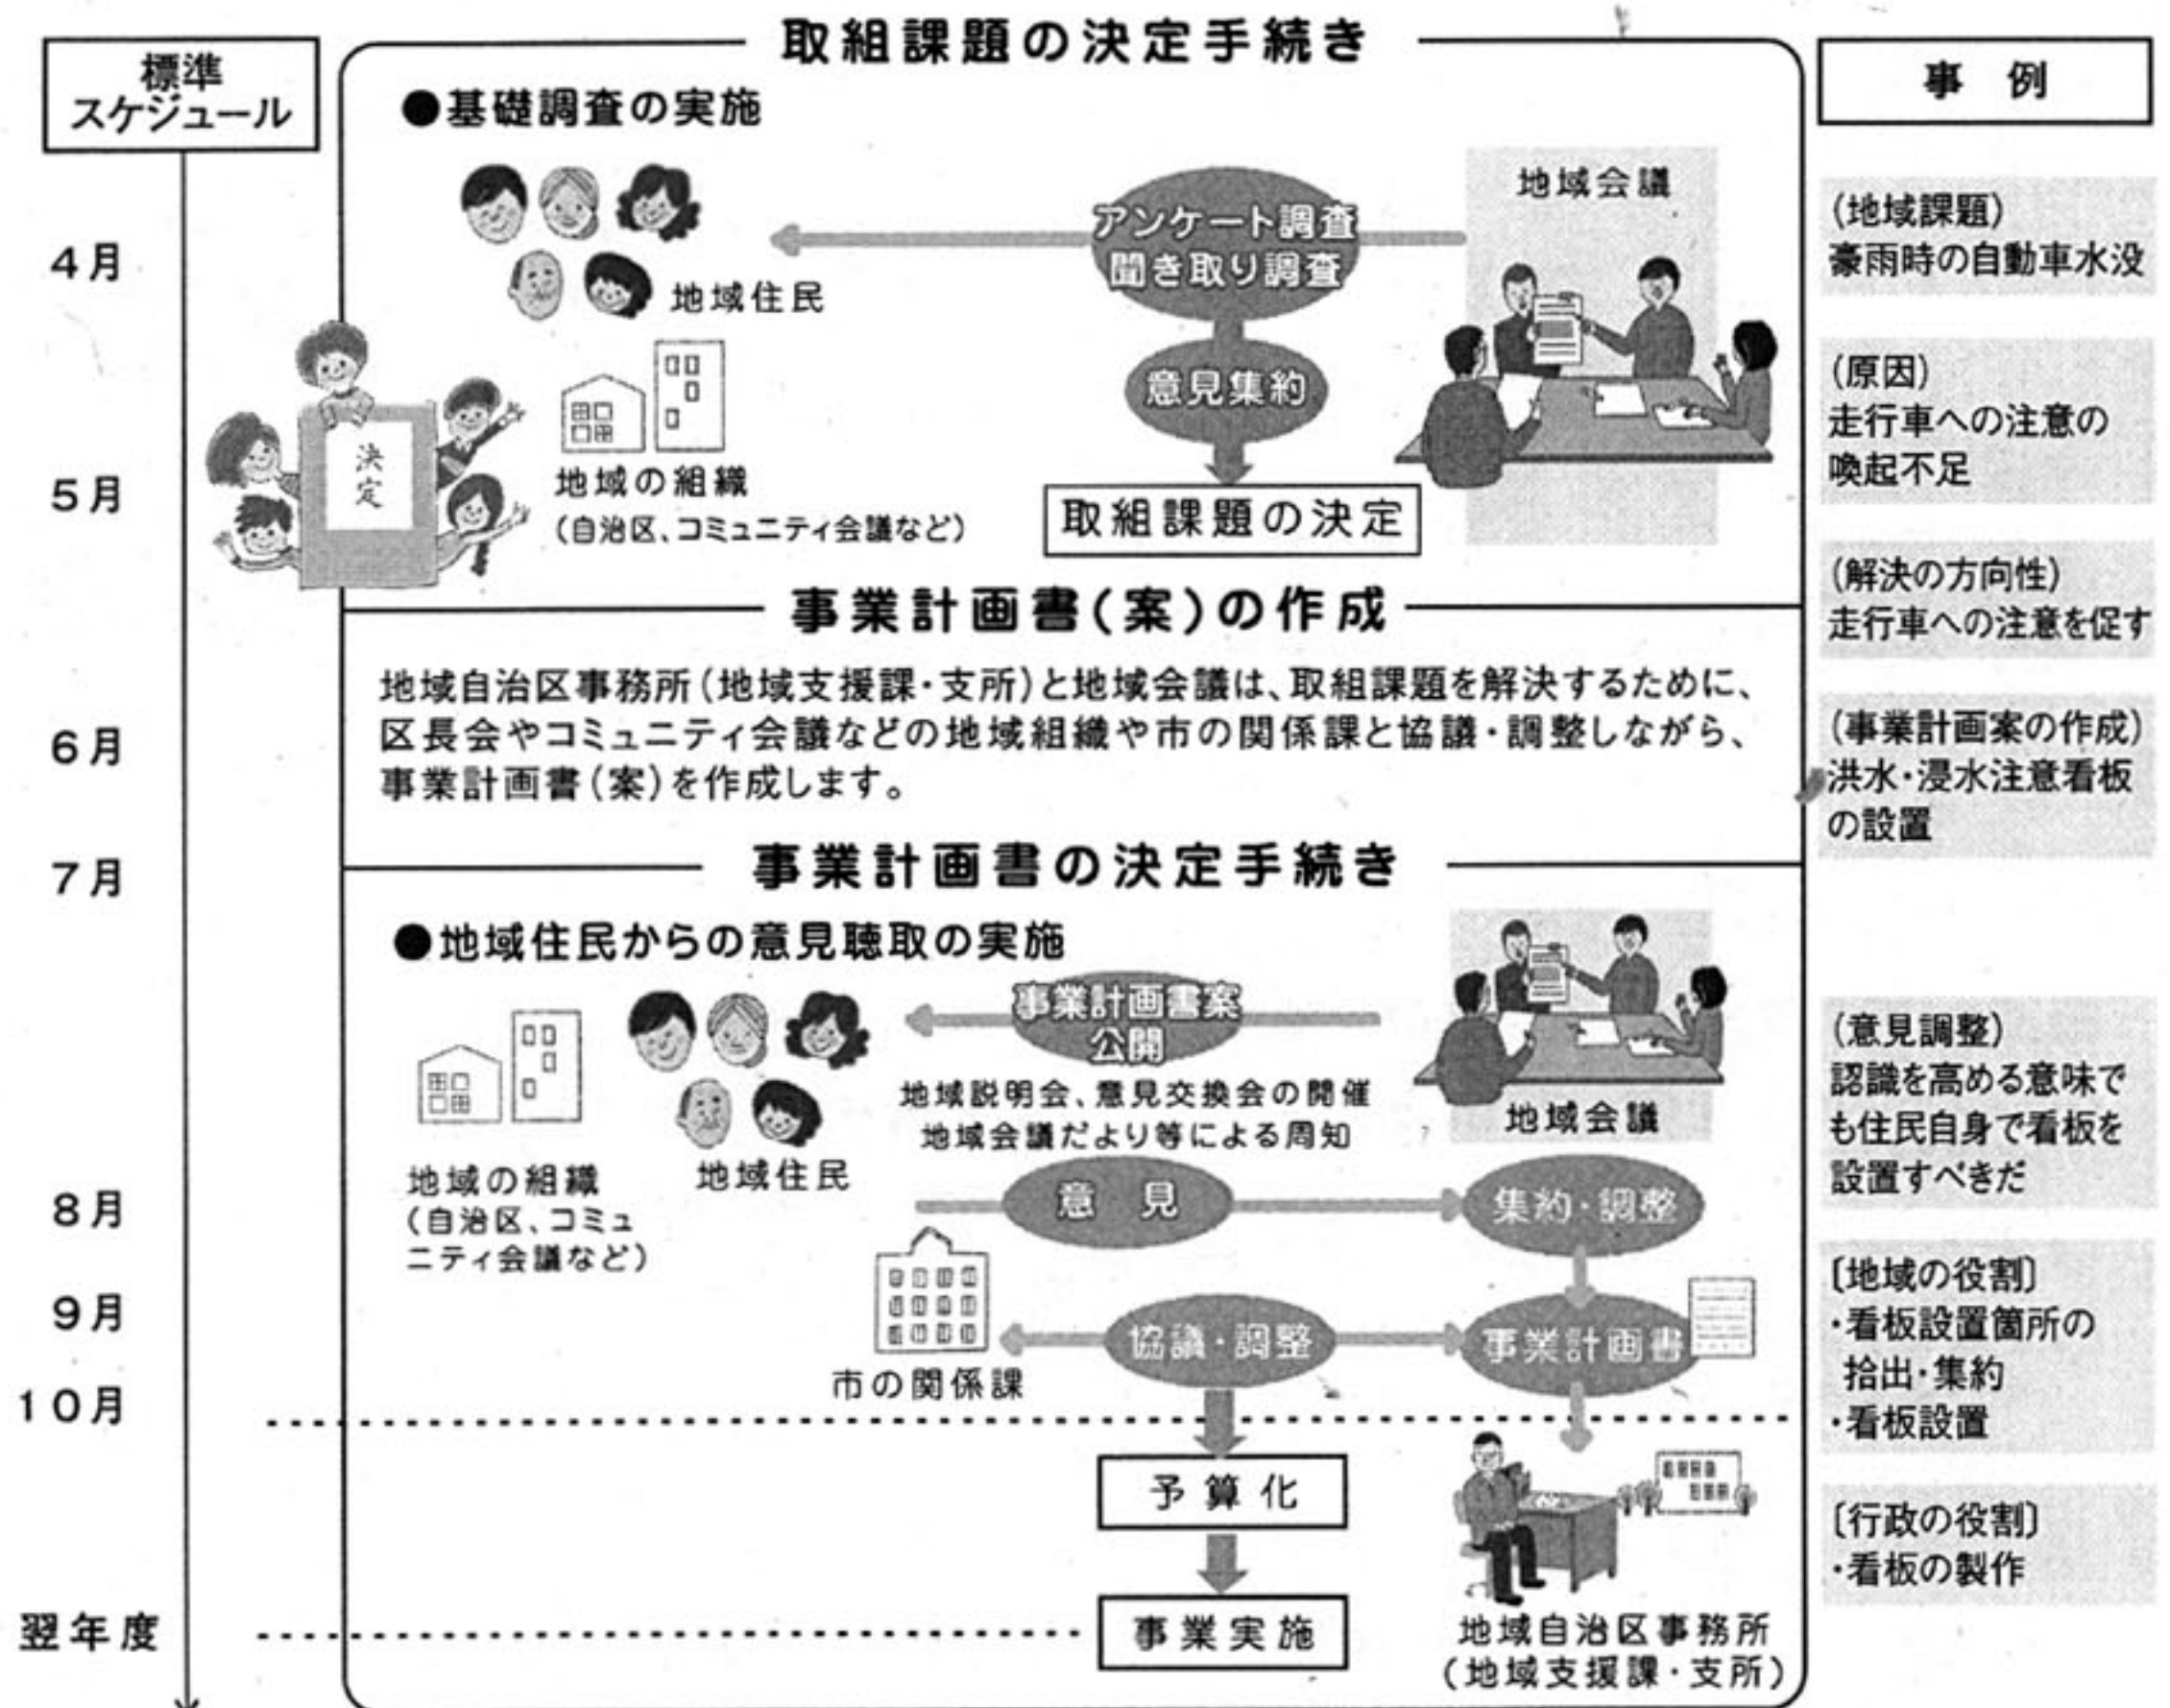 標準
スケジュール
4月
5月
6月
7月
8月
9月
10月
翌年度
取組課題の決定手続き
●基礎調査の実施
地域住民
アンケート調査
聞き取り調査
地域会議
意見集約
決定
地域の組織
(自治区、コミュニティ会議など)
取組課題の決定
事業計画書(案)の作成
地域自治区事務所(地域支援課・支所)と地域会議は、取組課題を解決するために、
区長会やコミュニティ会議などの地域組織や市の関係課と協議・調整しながら、
事業計画書(案)を作成します。
事業計画書の決定手続き
●地域住民からの意見聴取の実施
事業計画書案
公開
地域説明会、意見交換会の開催
地域会議だより等による周知
地域会議
地域の組織
(自治区、コミュ
ニティ会議など)
地域住民
意見
集約・調整
市の関係課
協議・調整
事業計画書
予算化
事業実施
地域自治区事務所
(地域支援課・支所)
事例
(地域課題)
豪雨時の自動車水没
(原因)
走行車への注意の
喚起不足
(解決の方向性)
走行車への注意を促す
(事業計画案の作成)
洪水・浸水注意看板
の設置
(意見調整)
認識を高める意味で
も住民自身で看板を
設置すべきだ
〔地域の役割〕
・看板設置箇所の
拾出・集約
・看板設置
〔行政の役割〕
・看板の製作